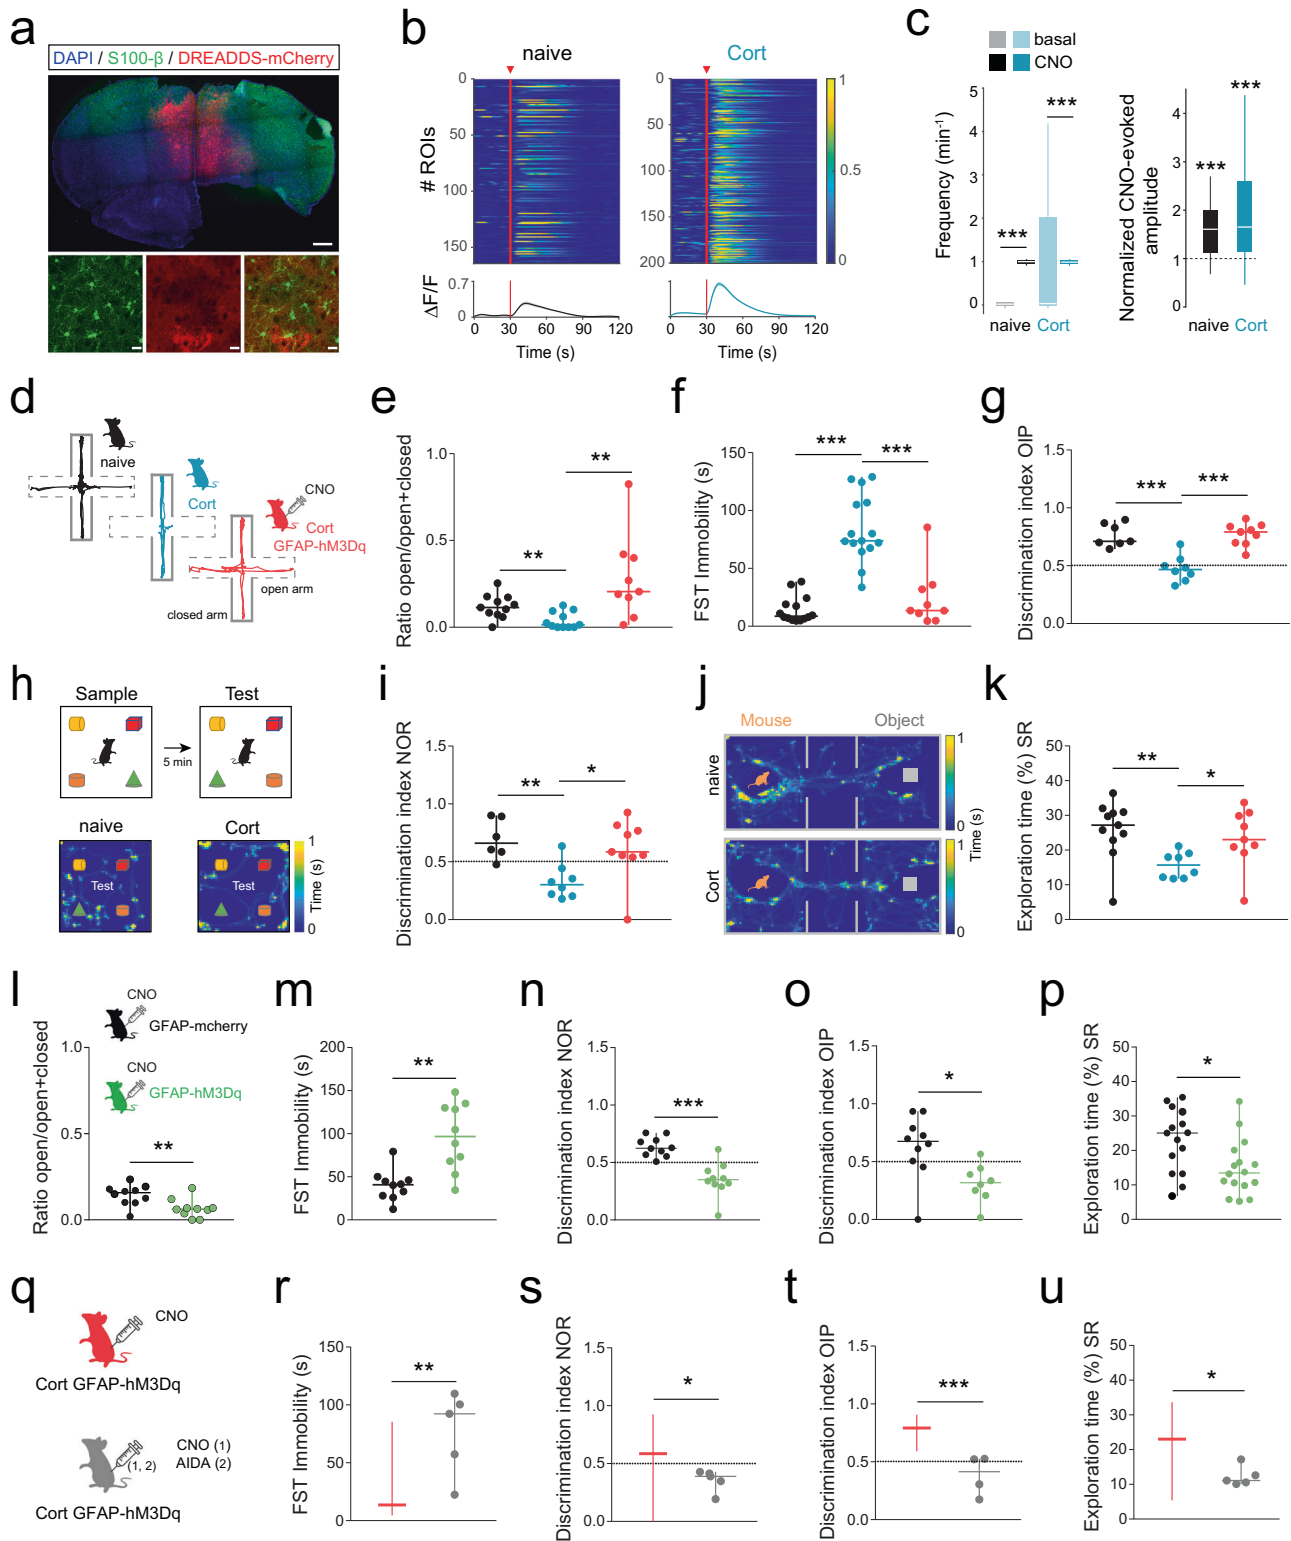 a
DAPI / S100-β / DREADDS-mCherry
b
naive
Cort
# ROIs
0
50
100
150
0
50
100
150
200
1
0.5
0
ΔF/F
0.7
0
0 30 60 90 120
0 30 60 90 120
Time (s)
Time (s)
c
basal
CNO
Frequency (min⁻¹)
5
4
3
2
1
0
***
***
naive Cort
Normalized CNO-evoked
amplitude
4
3
2
1
0
***
***
naive Cort
d
naive
Cort
CNO
Cort
GFAP-hM3Dq
open arm
closed arm
e
Ratio open/open+closed
1.0
0.5
0.0
**
**
f
FST Immobility (s)
150
100
50
0
***
***
g
Discrimination index OIP
1.5
1.0
0.5
0.0
***
***
h
Sample
Test
5 min
naive
Cort
Test
Test
Time (s)
1
0
i
Discrimination index NOR
1.5
1.0
0.5
0.0
**
*
j
Mouse
Object
naive
Cort
1
0
1
0
Time (s)
k
Exploration time (%) SR
50
40
30
20
10
0
**
*
l
CNO
GFAP-mcherry
CNO
GFAP-hM3Dq
Ratio open/open+closed
1.0
0.5
0.0
**
m
FST Immobility (s)
200
150
100
50
0
**
n
Discrimination index NOR
1.5
1.0
0.5
0
***
o
Discrimination index OIP
1.5
1.0
0.5
0.0
*
p
Exploration time (%) SR
50
40
30
20
10
0
*
q
CNO
Cort GFAP-hM3Dq
CNO (1)
AIDA (2)
(1, 2)
Cort GFAP-hM3Dq
r
FST Immobility (s)
150
100
50
0
**
s
Discrimination index NOR
1.5
1.0
0.5
0.0
*
t
Discrimination index OIP
1.5
1.0
0.5
0.0
***
u
Exploration time (%) SR
50
40
30
20
10
0
*